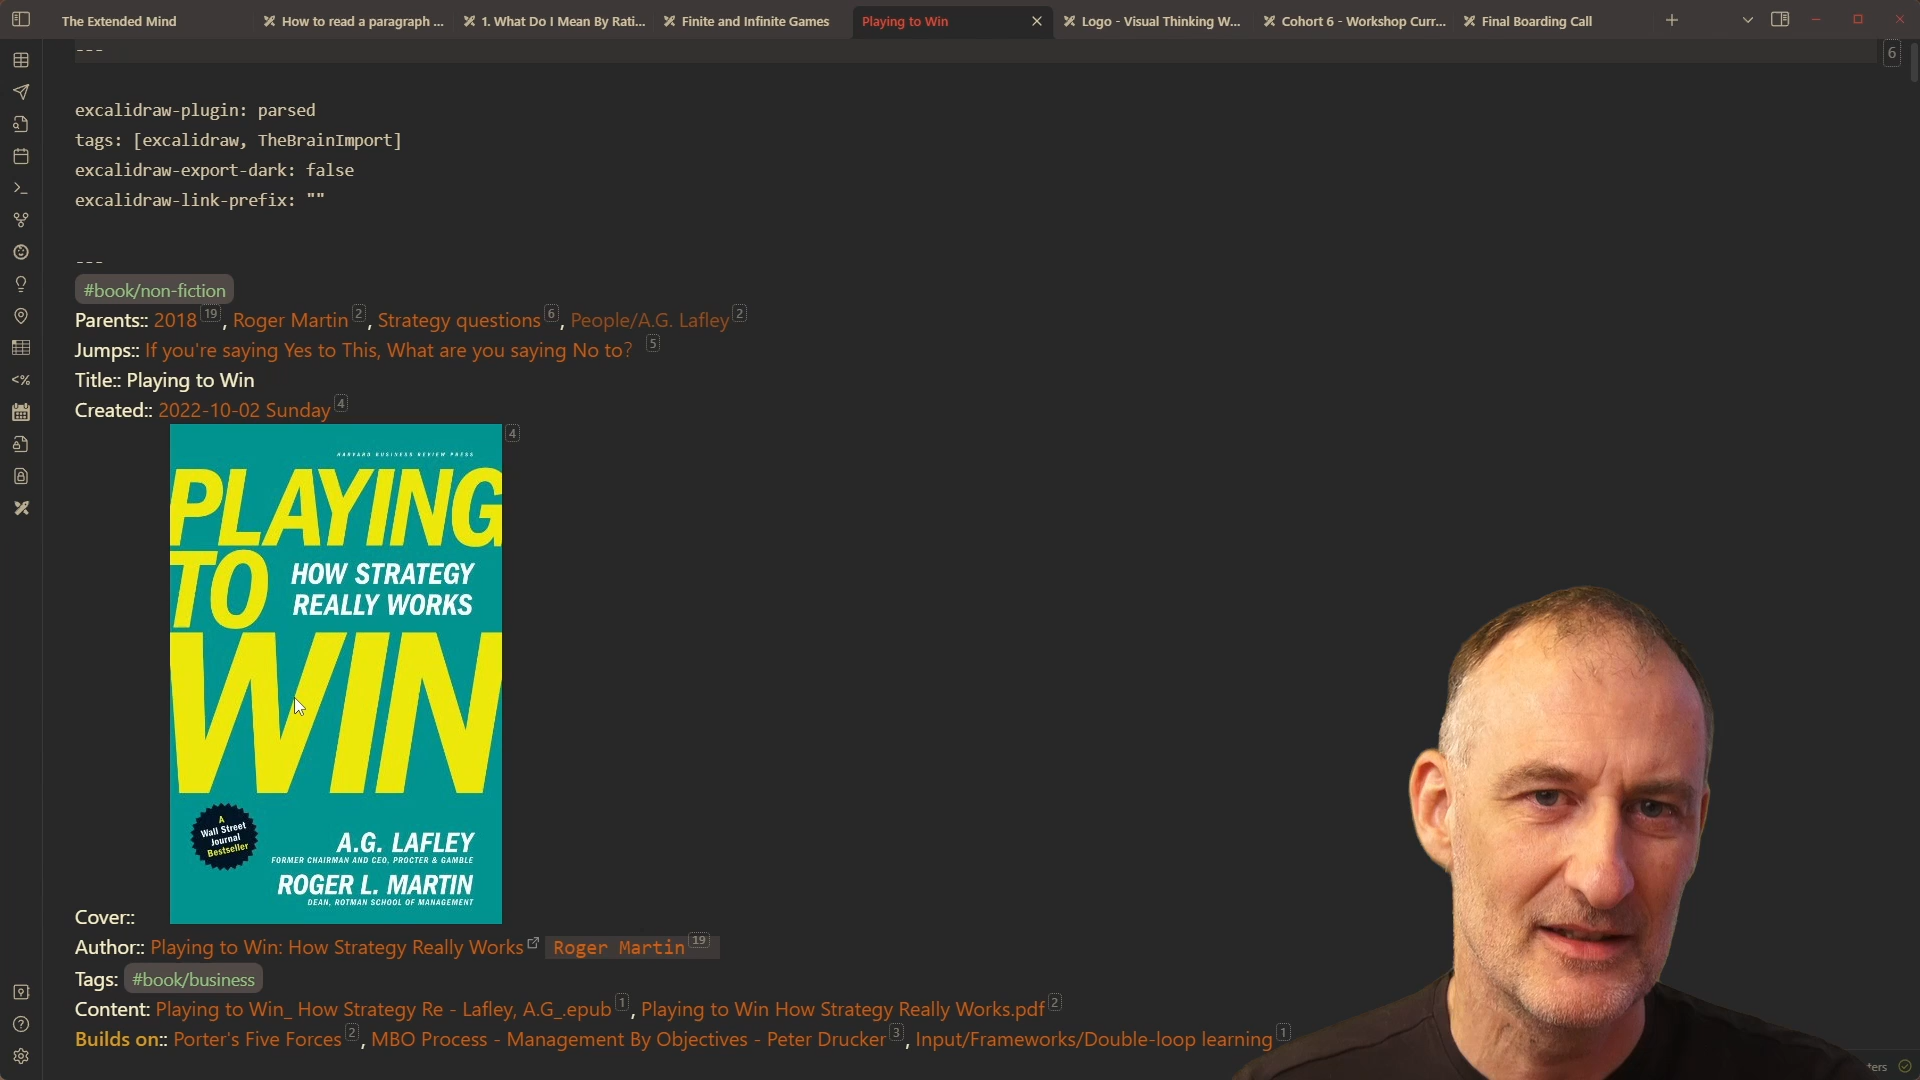 The Extended Mind
How to read a paragraph ...
1. What Do I Mean By Rati...
Finite and Infinite Games
Playing to Win
Logo - Visual Thinking W...
Cohort 6 - Workshop Curr...
Final Boarding Call
---
6
excalidraw-plugin: parsed
tags: [excalidraw, TheBrainImport]
excalidraw-export-dark: false
excalidraw-link-prefix: ""
---
#book/non-fiction
Parents:: 2018 19, Roger Martin 2, Strategy questions 6, People/A.G. Lafley 2
Jumps:: If you're saying Yes to This, What are you saying No to? 5
Title:: Playing to Win
Created:: 2022-10-02 Sunday 4
4
HARVARD BUSINESS REVIEW PRESS
PLAYING
TO
HOW STRATEGY
REALLY WORKS
WIN
A
Wall Street
Journal
Bestseller
A.G. LAFLEY
FORMER CHAIRMAN AND CEO, PROCTER & GAMBLE
ROGER L. MARTIN
DEAN, ROTMAN SCHOOL OF MANAGEMENT
Cover::
Author:: Playing to Win: How Strategy Really Works Roger Martin 19
Tags: #book/business
Content: Playing to Win_ How Strategy Re - Lafley, A.G_.epub 1, Playing to Win How Strategy Really Works.pdf 2
Builds on:: Porter's Five Forces 2, MBO Process - Management By Objectives - Peter Drucker 3, Input/Frameworks/Double-loop learning 1
ters